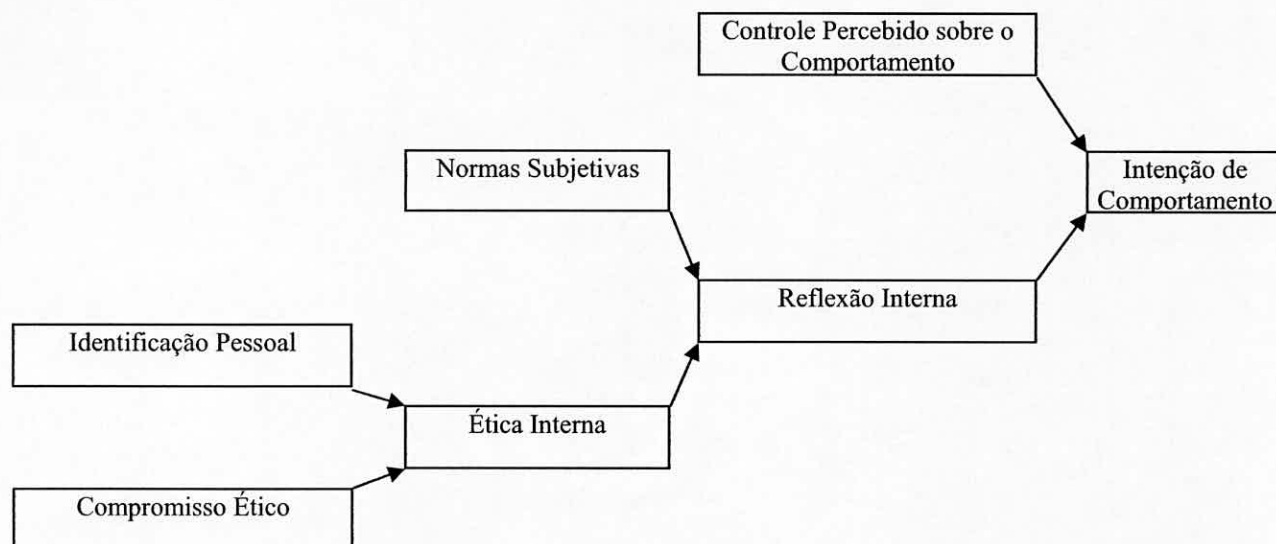 Controle Percebido sobre o
Comportamento
Normas Subjetivas
Intenção de
Comportamento
Reflexão Interna
Identificação Pessoal
Ética Interna
Compromisso Ético